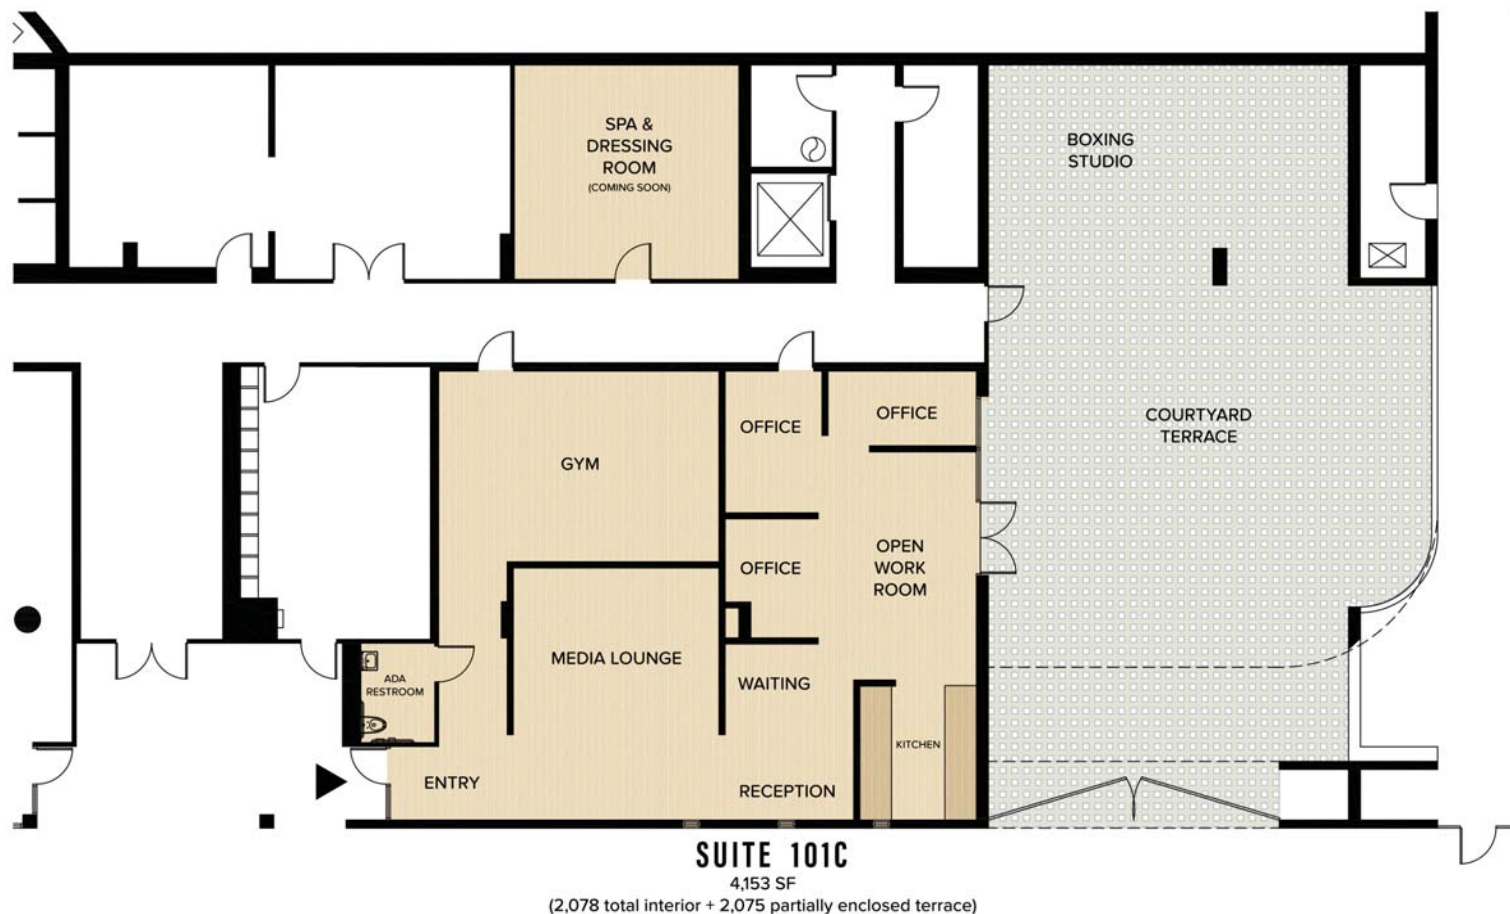 SPA &
DRESSING
ROOM
(COMING SOON)
BOXING
STUDIO
OFFICE
OFFICE
COURTYARD
TERRACE
GYM
OFFICE
OPEN
WORK
ROOM
MEDIA LOUNGE
ADA
RESTROOM
WAITING
KITCHEN
ENTRY
RECEPTION
SUITE 101C
4,153 SF
(2,078 total interior + 2,075 partially enclosed terrace)